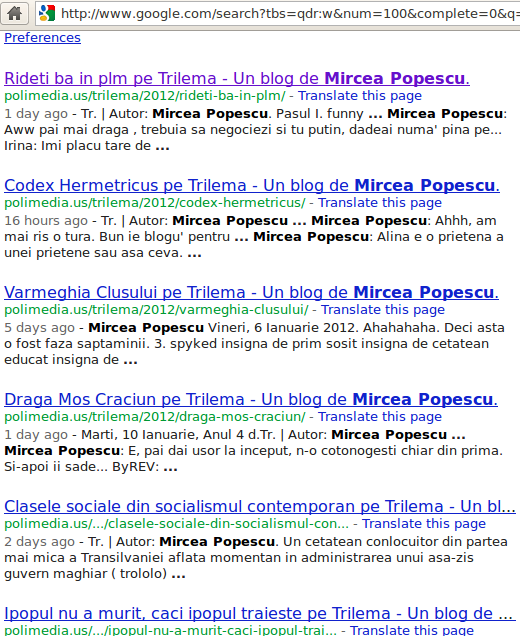 http://www.google.com/search?tbs=qdr:w&num=100&complete=0&q=
Preferences
Rideti ba in plm pe Trilema - Un blog de Mircea Popescu.
polimedia.us/trilema/2012/rideti-ba-in-plm/ - Translate this page
1 day ago - Tr. | Autor: Mircea Popescu. Pasul I. funny ... Mircea Popescu:
Aww pai mai draga , trebuia sa negociezi si tu putin, dadeai numa' pina pe...
Irina: Imi placu tare de ...
Codex Hermetricus pe Trilema - Un blog de Mircea Popescu.
polimedia.us/trilema/2012/codex-hermetricus/ - Translate this page
16 hours ago - Tr. | Autor: Mircea Popescu ... Mircea Popescu: Ahhh, am
mai ris o tura. Bun ie blogu' pentru ... Mircea Popescu: Alina e o prietena a
unei prietene sau asa ceva. ...
Varmeghia Clusului pe Trilema - Un blog de Mircea Popescu.
polimedia.us/trilema/2012/varmeghia-clusului/ - Translate this page
5 days ago - Mircea Popescu Vineri, 6 Ianuarie 2012. Ahahahaha. Deci asta
o fost faza saptaminii. 3. spyked insigna de prim sosit insigna de cetatean
educat insigna de ...
Draga Mos Craciun pe Trilema - Un blog de Mircea Popescu.
polimedia.us/trilema/2012/draga-mos-craciun/ - Translate this page
1 day ago - Marti, 10 Ianuarie, Anul 4 d.Tr. | Autor: Mircea Popescu ...
Mircea Popescu: E, pai dai usor la inceput, n-o cotonogesti chiar din prima.
Si-apoi ii sade... ByREV: ...
Clasele sociale din socialismul contemporan pe Trilema - Un bl...
polimedia.us/.../clasele-sociale-din-socialismul-con... - Translate this page
2 days ago - Tr. | Autor: Mircea Popescu. Un cetatean conlocuitor din partea
mai mica a Transilvaniei aflata momentan in administrarea unui asa-zis
guvern maghiar ( trololo) ...
Ipopul nu a murit, caci ipopul traieste pe Trilema - Un blog de ...
polimedia.us/.../ipopul-nu-a-murit-caci-ipopul-trai... - Translate this page